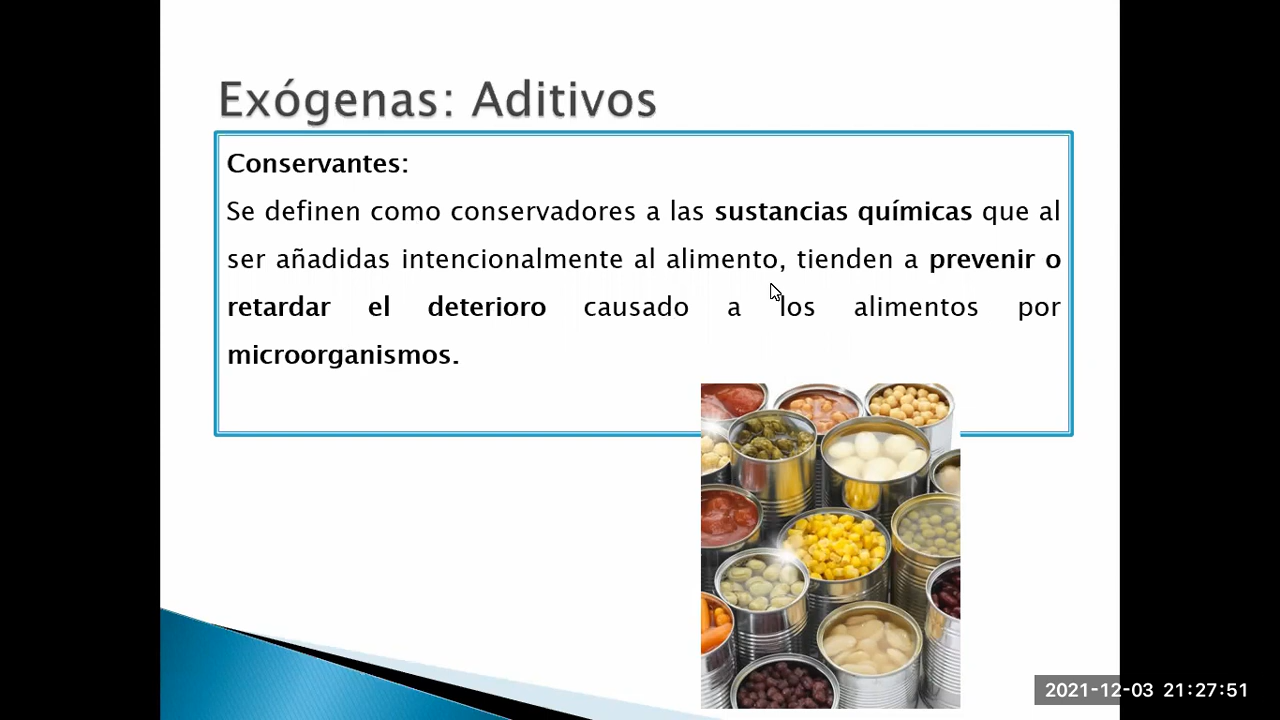 Exógenas: Aditivos
Conservantes:
Se definen como conservadores a las sustancias químicas que al
ser añadidas intencionalmente al alimento, tienden a prevenir o
retardar el deterioro causado a los alimentos por
microorganismos.
2021-12-03 21:27:51